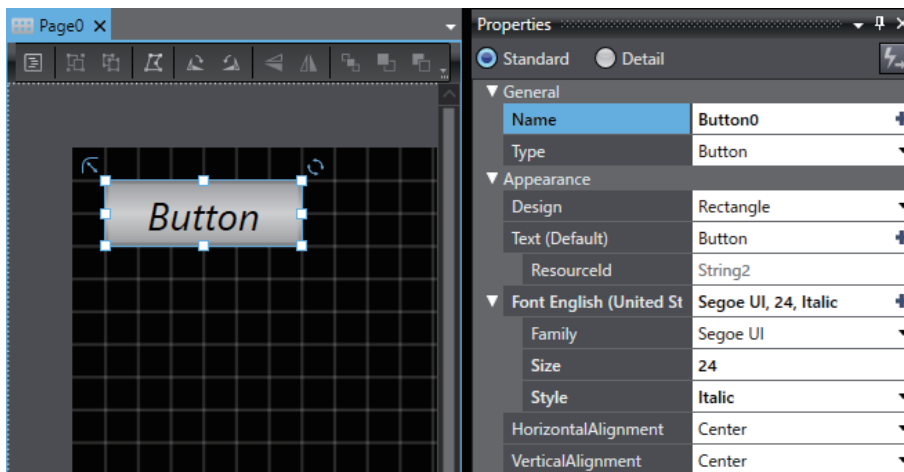 Page0
Button
Properties
Standard Detail
General
Name Button0
Type Button
Appearance
Design Rectangle
Text (Default) Button
ResourceId String2
Font English (United St Segoe UI, 24, Italic
Family Segoe UI
Size 24
Style Italic
HorizontalAlignment Center
VerticalAlignment Center